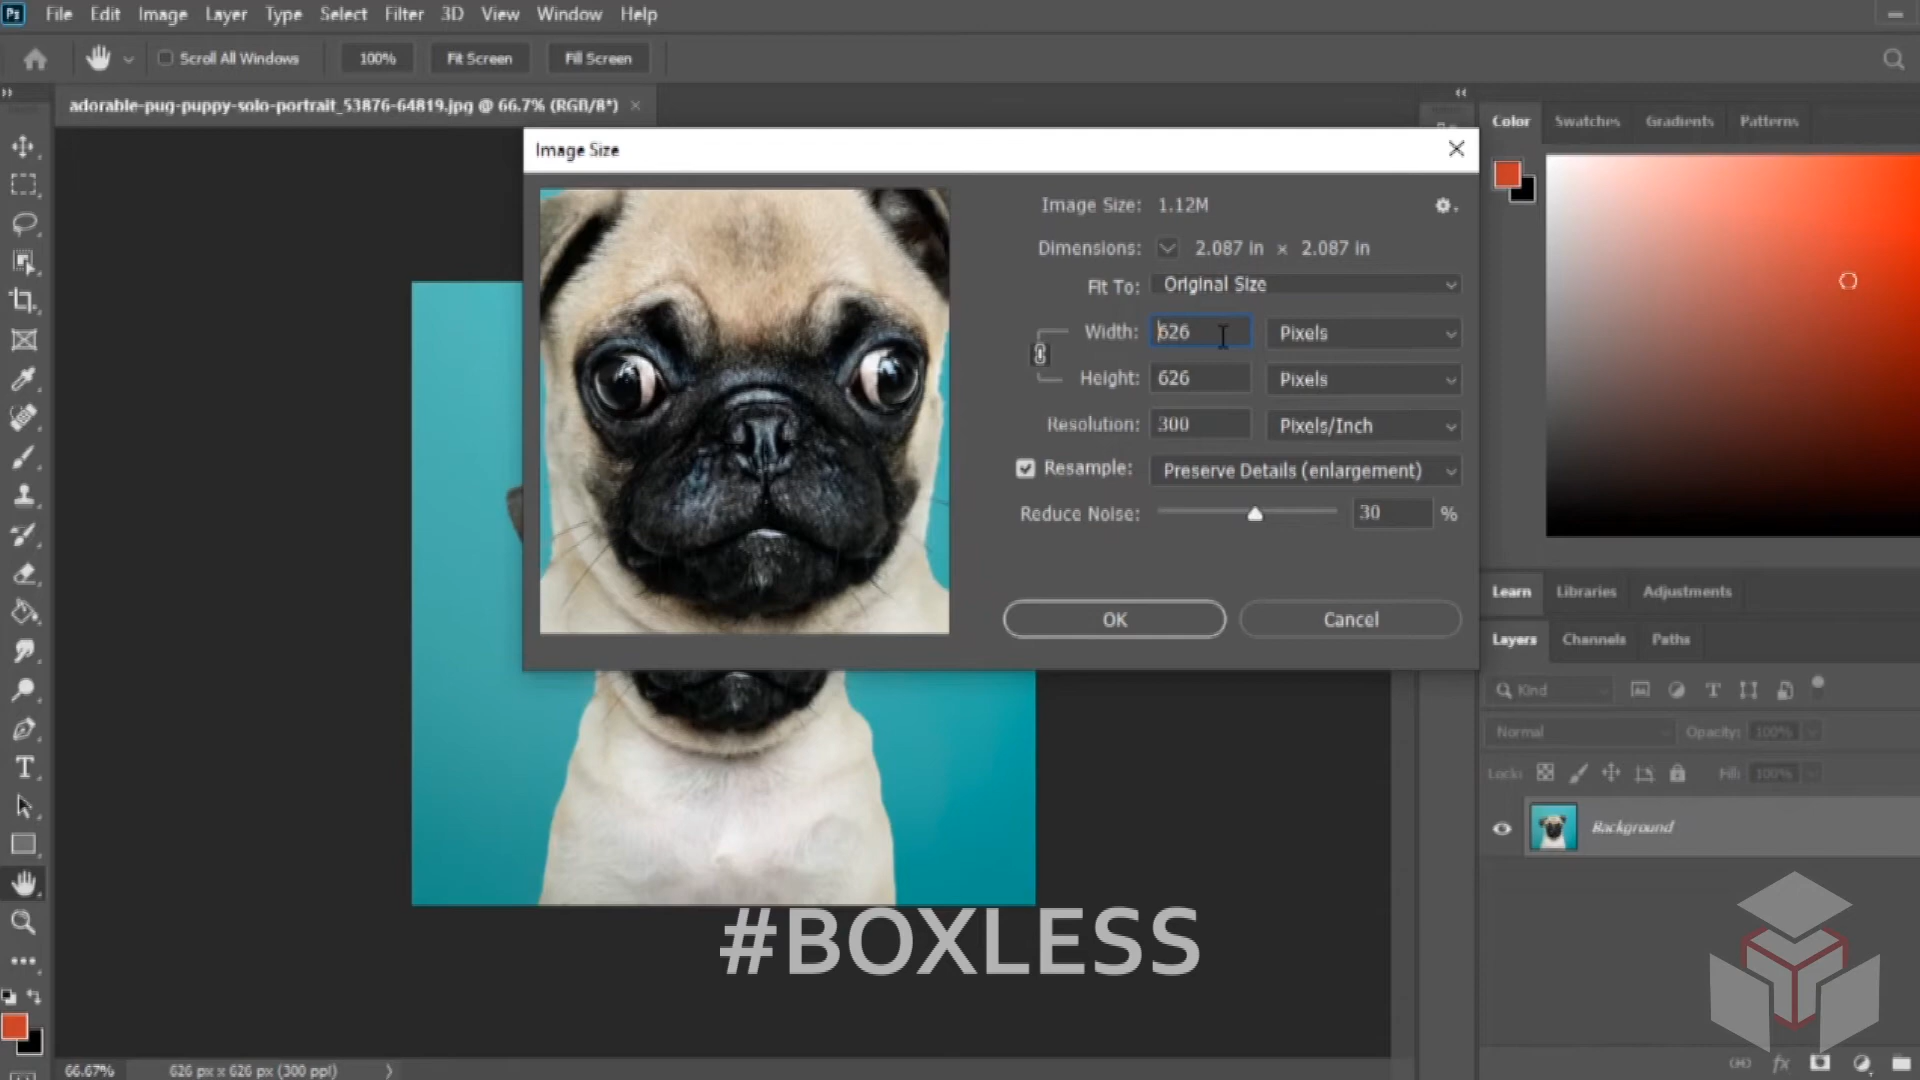 Ps File Edit Image Layer Type Select Filter 3D View Window Help
Scroll All Windows 100% Fit Screen Fill Screen
adorable-pug-puppy-solo-portrait_53876-64819.jpg @ 66.7% (RGB/8*) ×
Image Size
Image Size: 1.12M
Dimensions: 2.087 in × 2.087 in
Fit To: Original Size
Width: 626 Pixels
Height: 626 Pixels
Resolution: 300 Pixels/Inch
Resample: Preserve Details (enlargement)
Reduce Noise: 30 %
OK Cancel
Color Swatches Gradients Patterns
Learn Libraries Adjustments
Layers Channels Paths
Kind
Normal Opacity: 100%
Lock: Fill: 100%
Background
#BOXLESS
66.67% 626 px x 626 px (300 ppi)